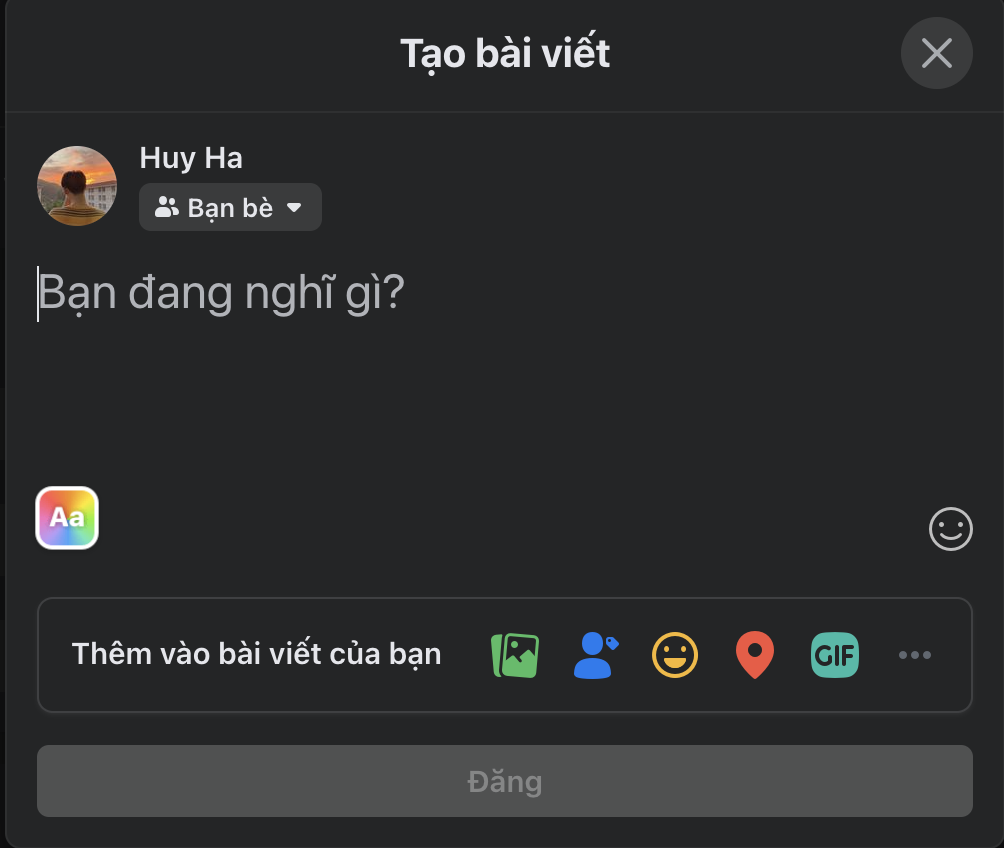 Tạo bài viết
Huy Ha
Bạn bè
Bạn đang nghĩ gì?
Aa
Thêm vào bài viết của bạn
GIF
Đăng